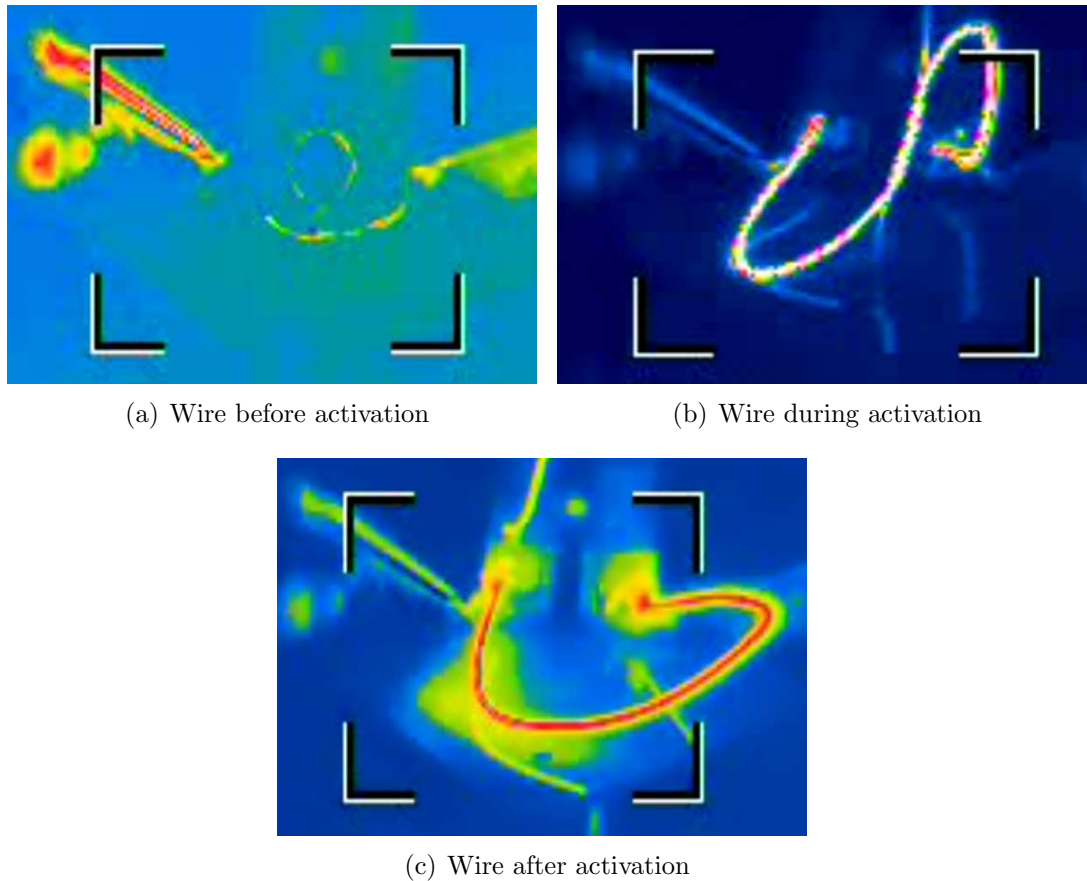 (a) Wire before activation
(b) Wire during activation
(c) Wire after activation